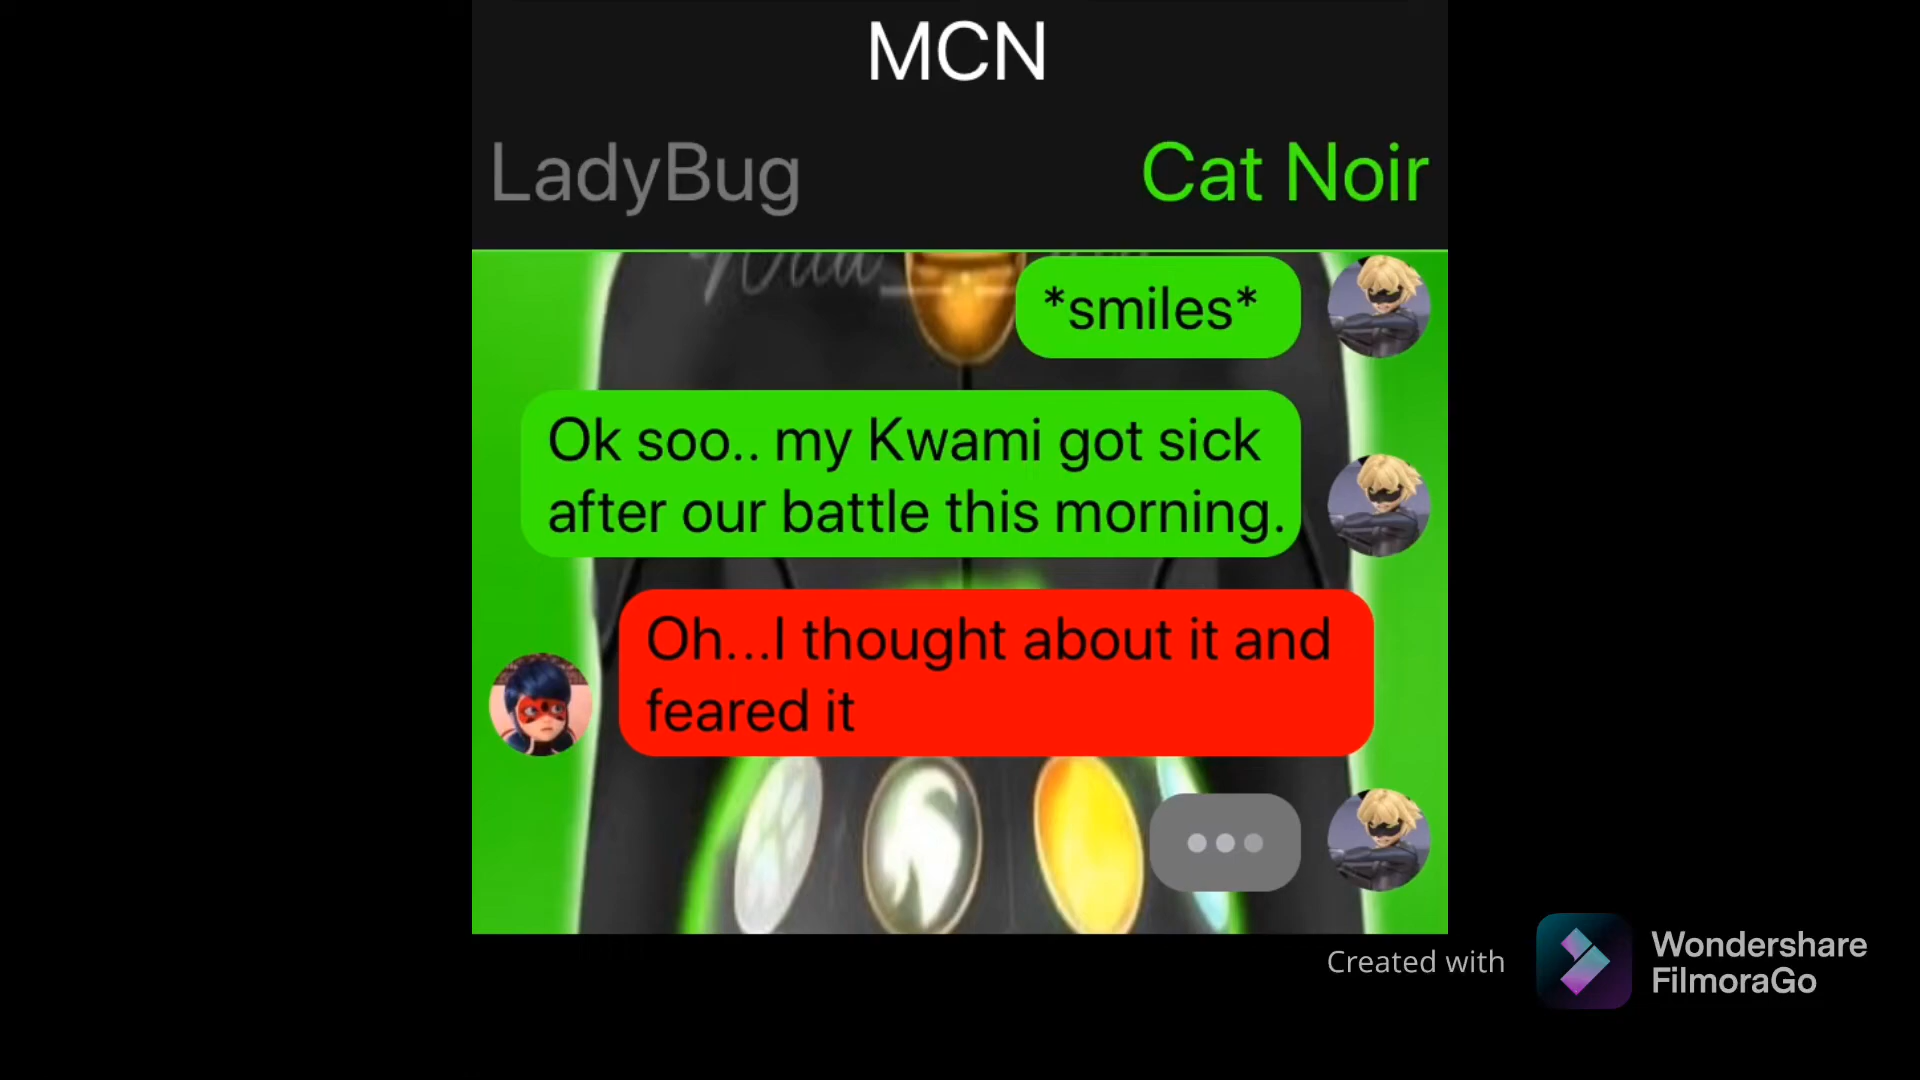 MCN
LadyBug
Cat Noir
*smiles*
Ok soo.. my Kwami got sick
after our battle this morning.
Oh...I thought about it and
feared it
Created with
Wondershare
FilmoraGo